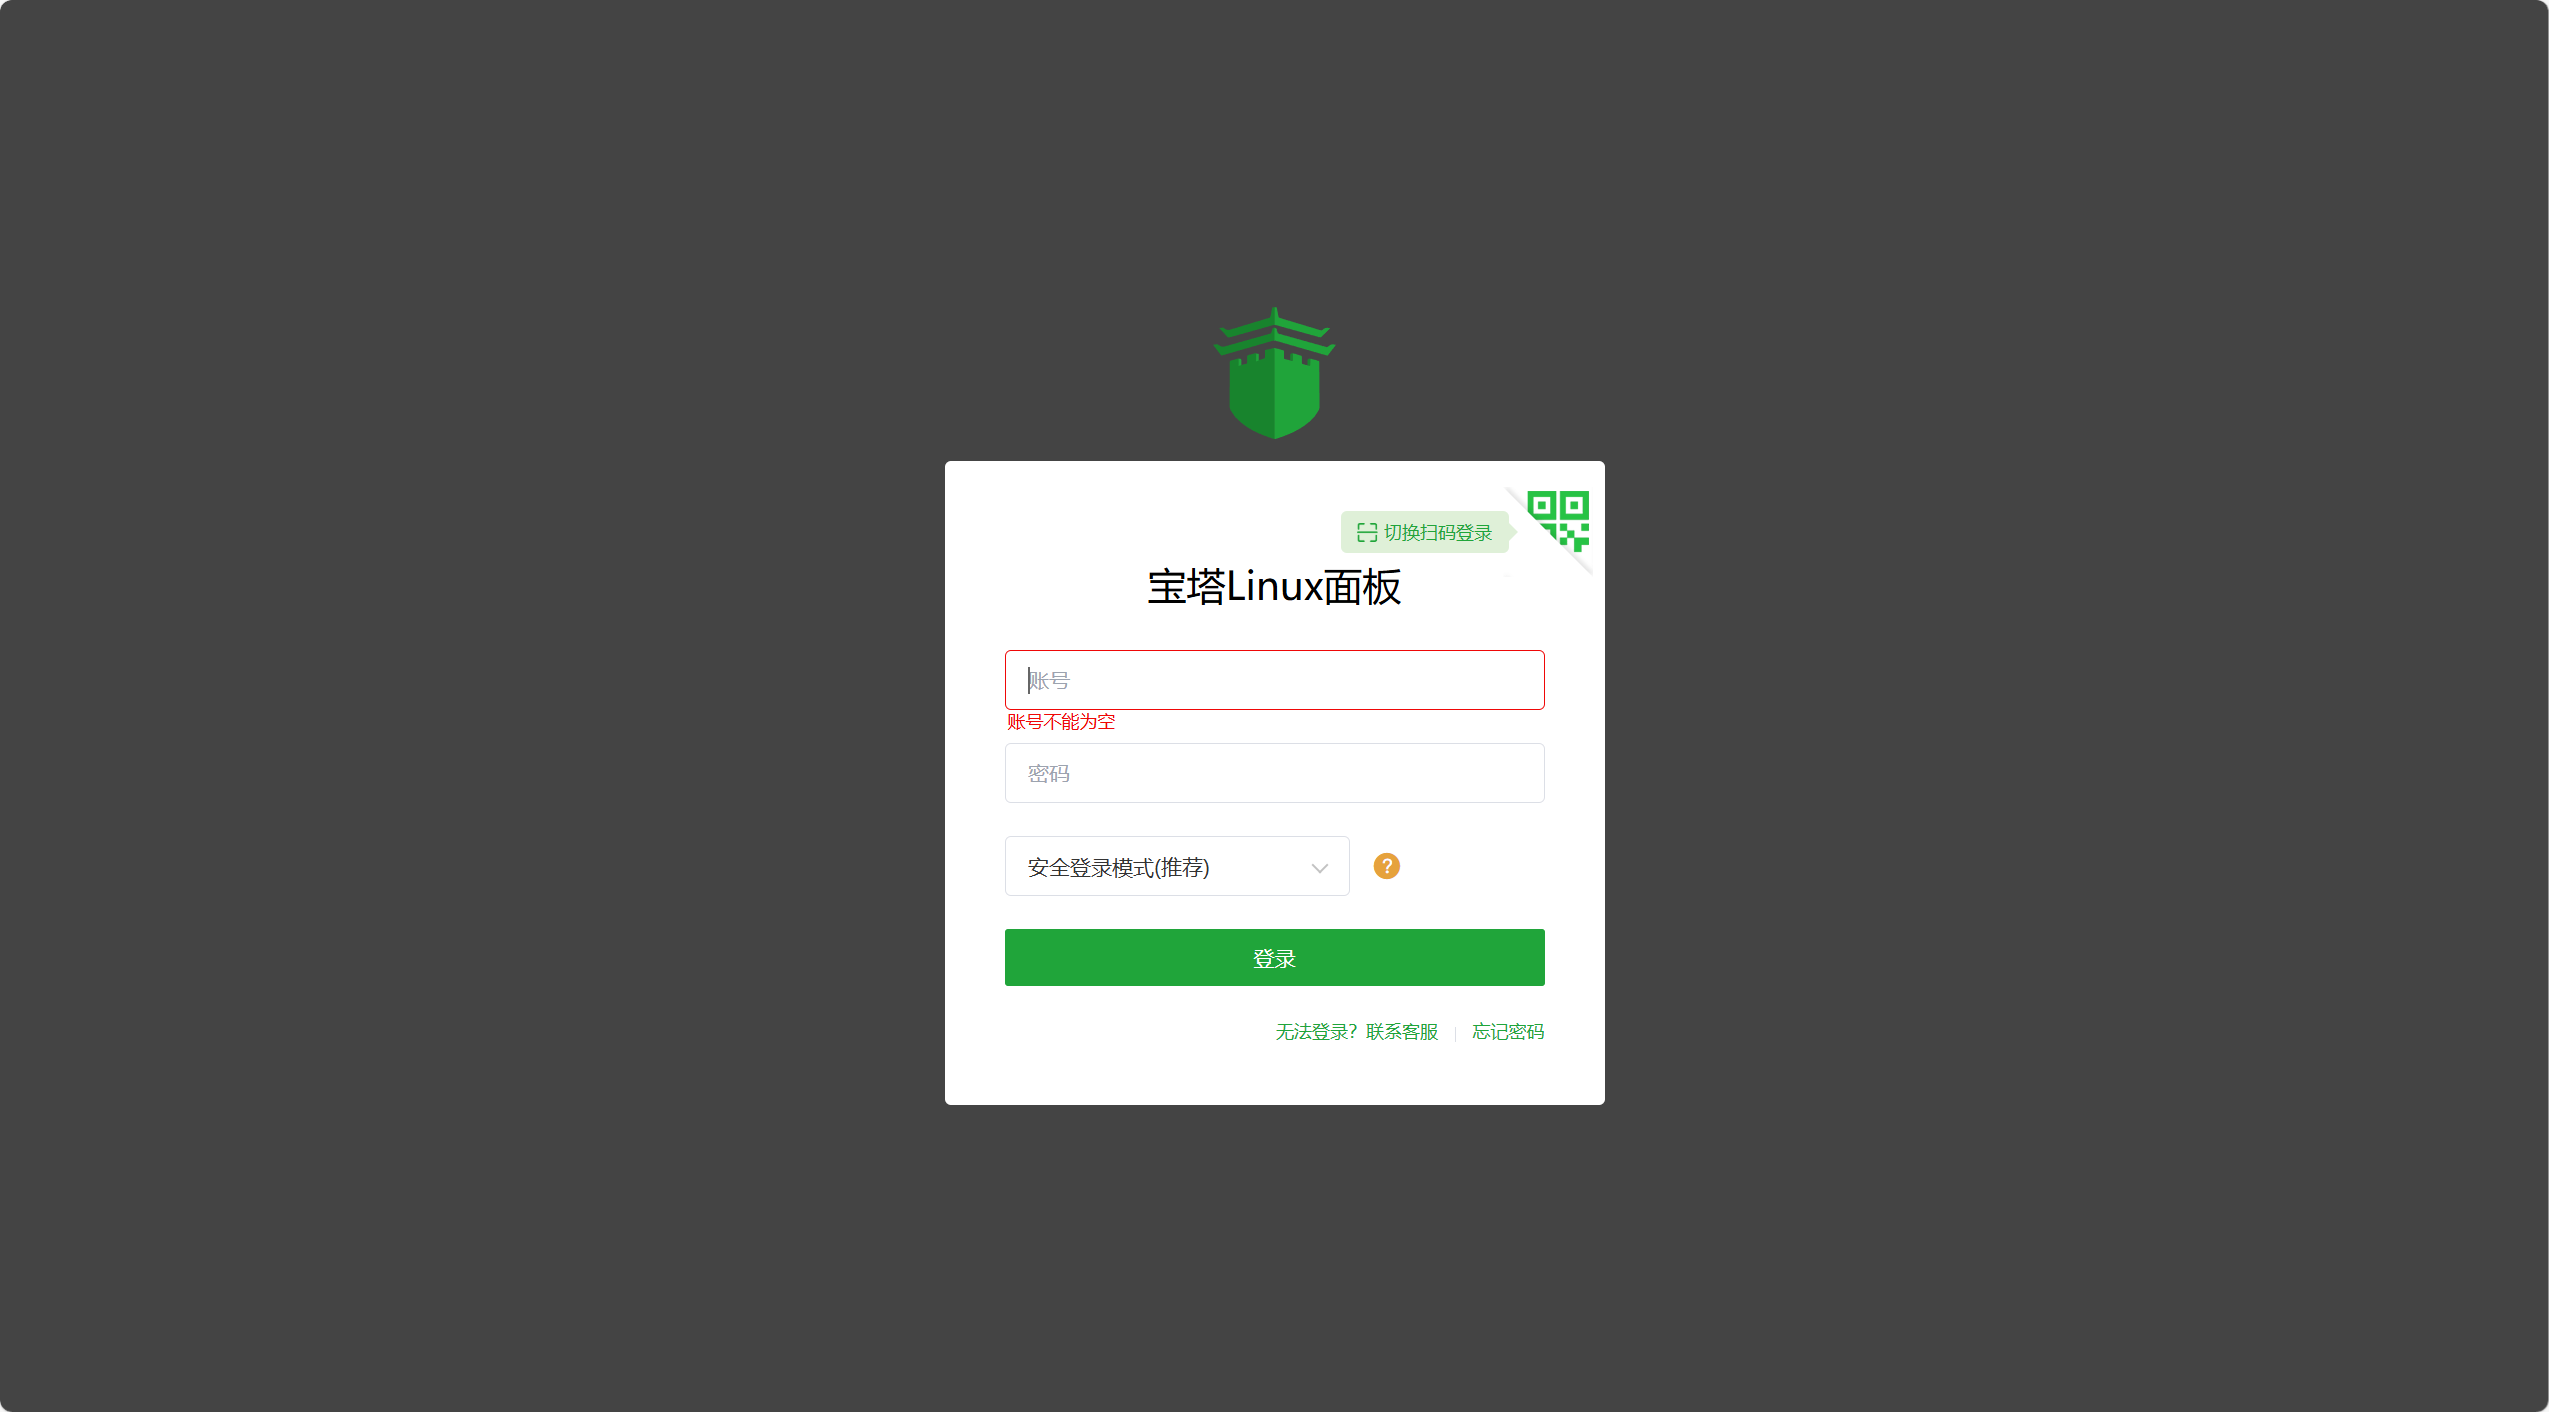 切换扫码登录
宝塔Linux面板
账号
账号不能为空
密码
安全登录模式(推荐)
?
登录
无法登录？联系客服 | 忘记密码